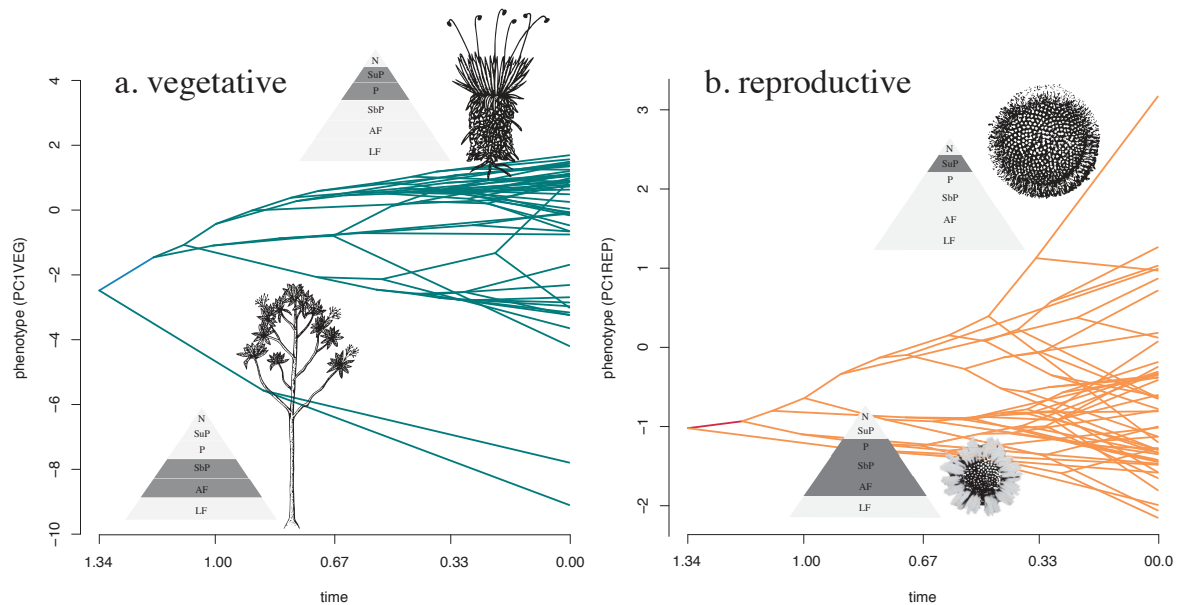 a. vegetative
N
SuP
P
SbP
AF
LF
N
SuP
P
SbP
AF
LF
phenotype (PC1VEG)
4
2
0
-2
-4
-6
-8
-10
1.34
1.00
0.67
0.33
0.00
time
b. reproductive
N
SuP
P
SbP
AF
LF
N
SuP
P
SbP
AF
LF
phenotype (PC1REP)
3
2
1
0
-1
-2
1.34
1.00
0.67
0.33
00.0
time